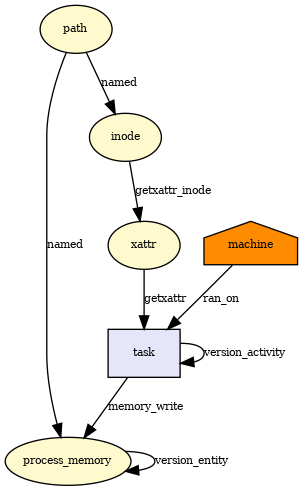 path
named
inode
getxattr_inode
named
xattr
machine
getxattr
ran_on
task
version_activity
memory_write
process_memory
version_entity